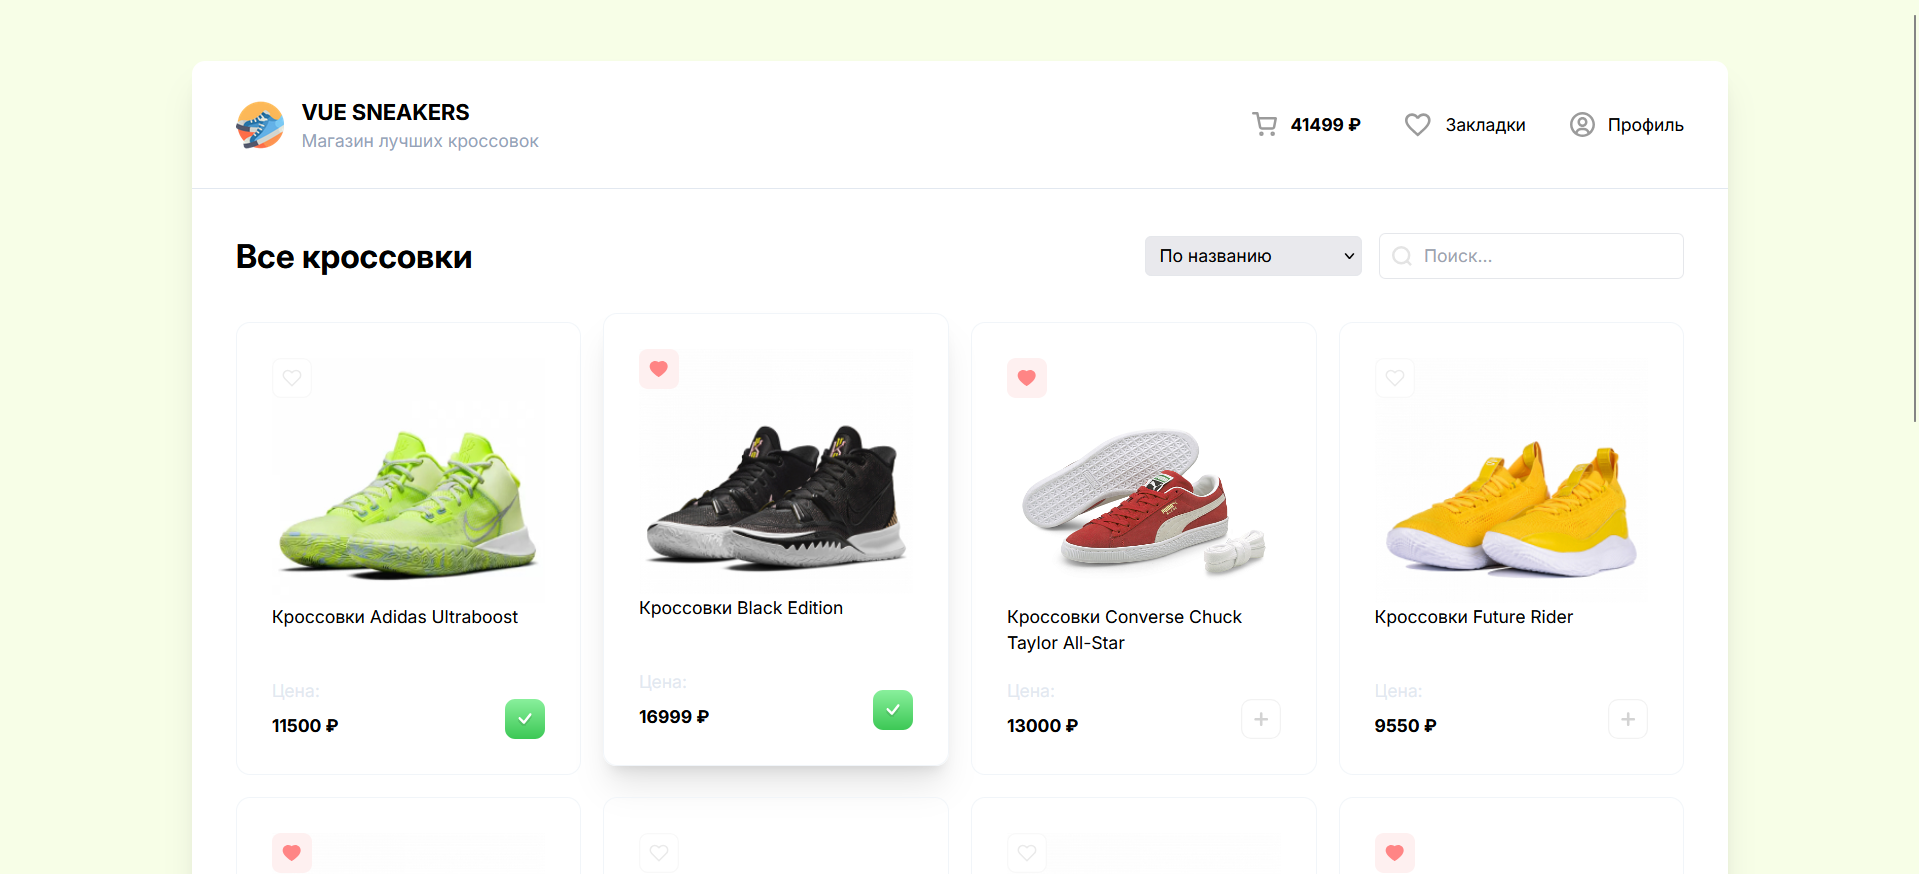 VUE SNEAKERS
Магазин лучших кроссовок
41499 ₽
Закладки
Профиль
Все кроссовки
По названию
Поиск...
Кроссовки Adidas Ultraboost
Цена:
11500 ₽
Кроссовки Black Edition
Цена:
16999 ₽
Кроссовки Converse Chuck
Taylor All-Star
Цена:
13000 ₽
Кроссовки Future Rider
Цена:
9550 ₽